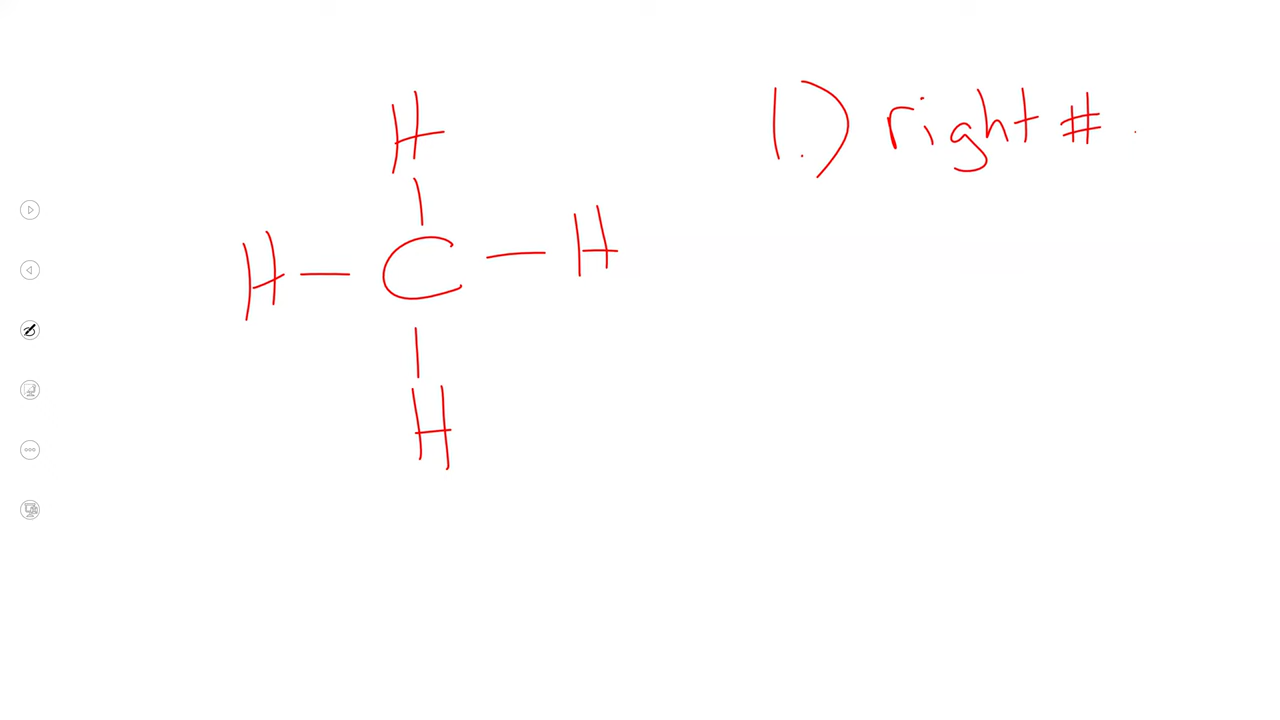 H
H — C — H
H
1.) right #